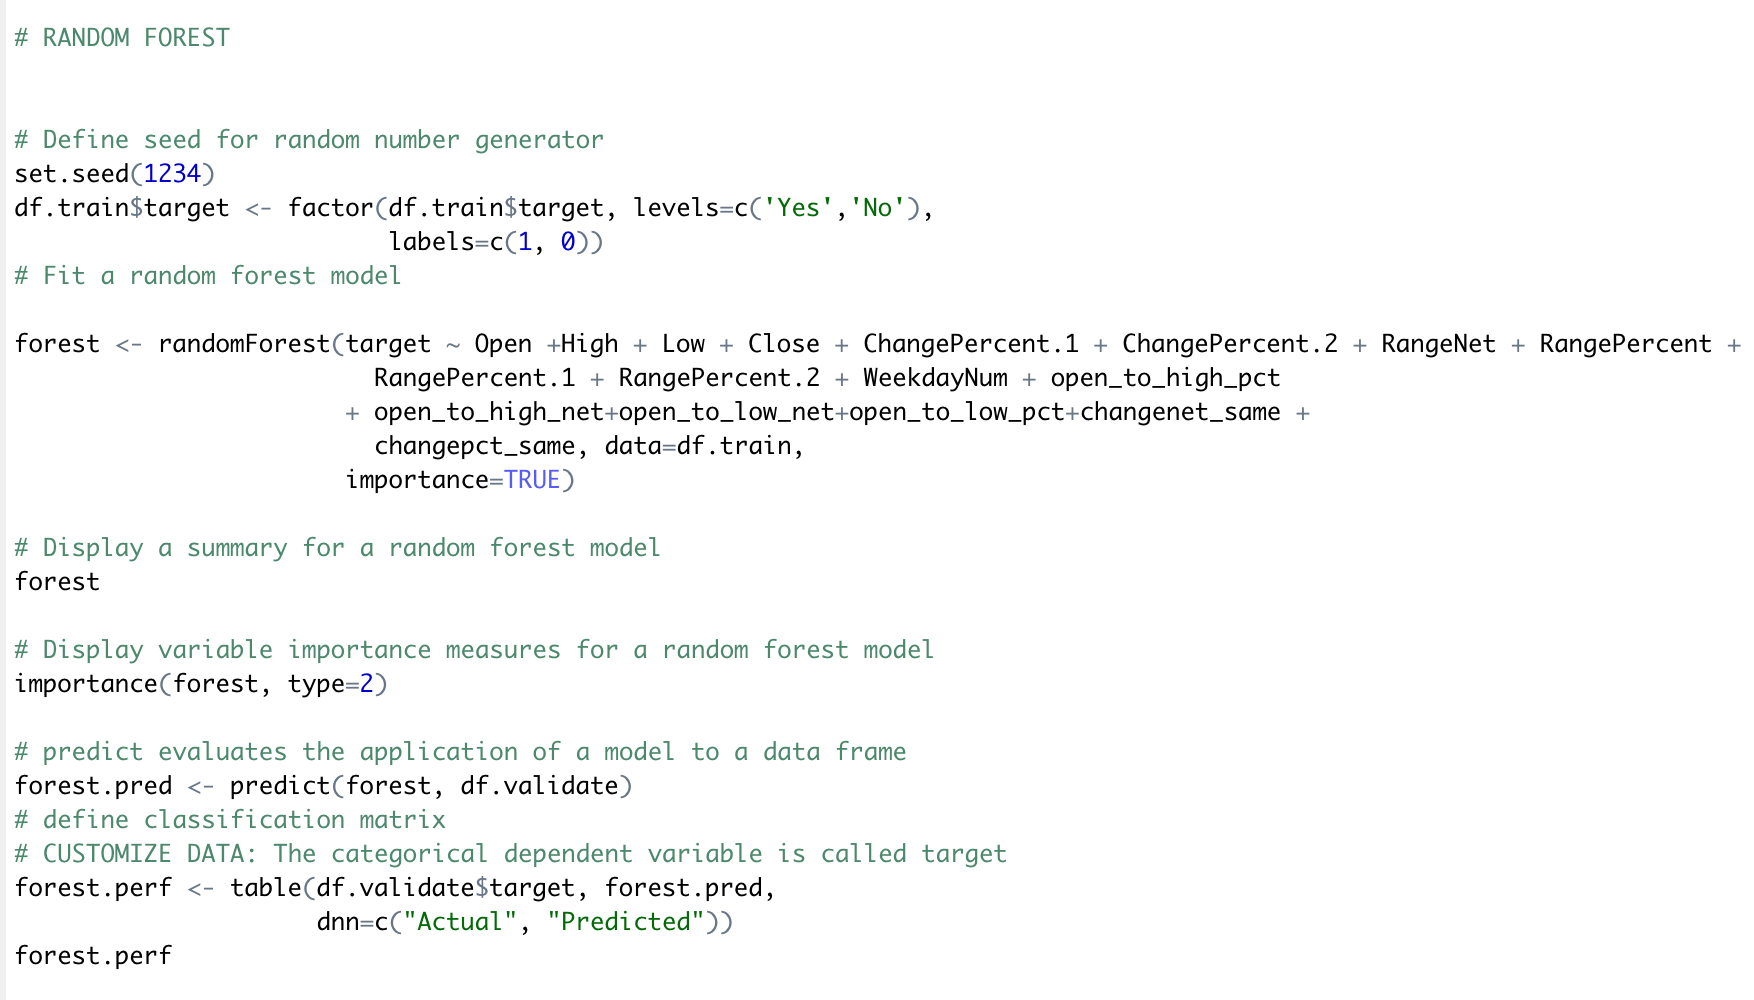 # RANDOM FOREST
# Define seed for random number generator
set.seed(1234)
df.train$target <- factor(df.train$target, levels=c('Yes','No'),
labels=c(1, 0))
# Fit a random forest model
forest <- randomForest(target ~ Open +High + Low + Close + ChangePercent.1 + ChangePercent.2 + RangeNet + RangePercent +
RangePercent.1 + RangePercent.2 + WeekdayNum + open_to_high_pct
+ open_to_high_net+open_to_low_net+open_to_low_pct+changenet_same +
changepct_same, data=df.train,
importance=TRUE)
# Display a summary for a random forest model
forest
# Display variable importance measures for a random forest model
importance(forest, type=2)
# predict evaluates the application of a model to a data frame
forest.pred <- predict(forest, df.validate)
# define classification matrix
# CUSTOMIZE DATA: The categorical dependent variable is called target
forest.perf <- table(df.validate$target, forest.pred,
dnn=c("Actual", "Predicted"))
forest.perf